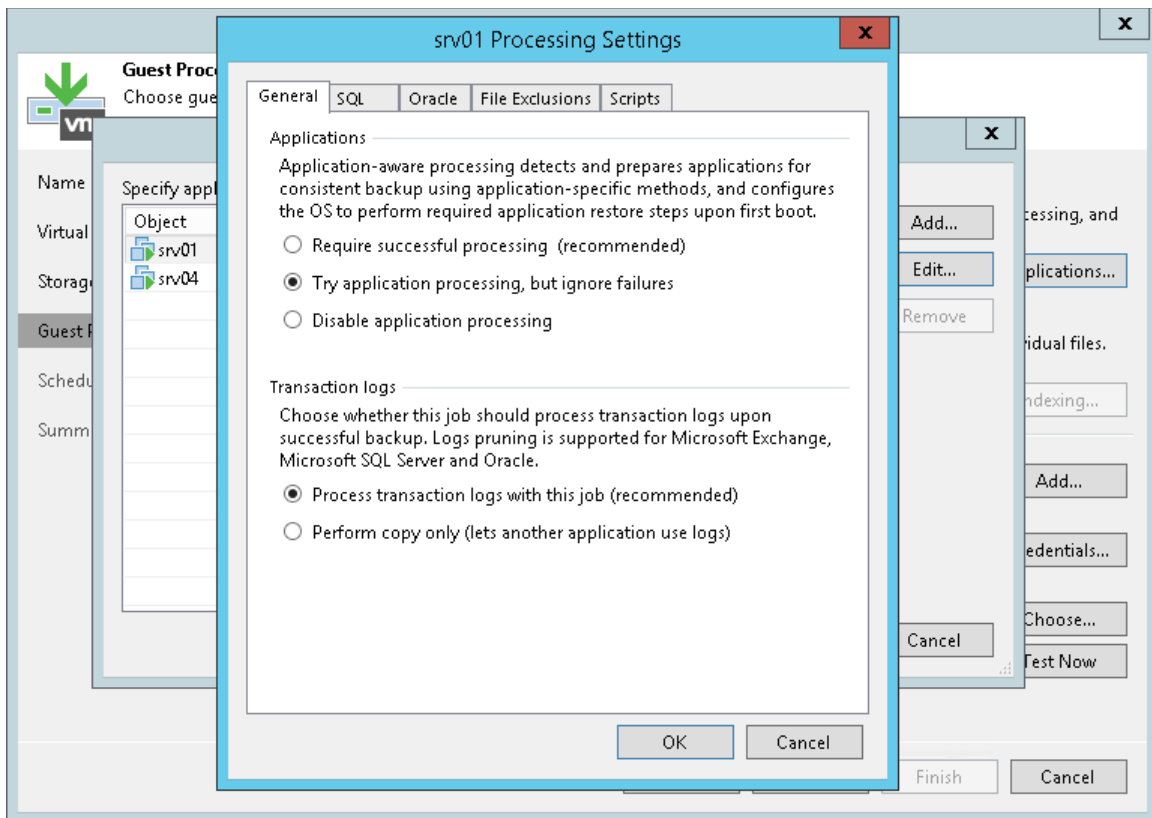 srv01 Processing Settings
x
x
Guest Proc
Choose gue
vm
General
SQL
Oracle
File Exclusions
Scripts
x
Applications
Application-aware processing detects and prepares applications for
consistent backup using application-specific methods, and configures
the OS to perform required application restore steps upon first boot.
Require successful processing (recommended)
Try application processing, but ignore failures
Disable application processing
Transaction logs
Choose whether this job should process transaction logs upon
successful backup. Logs pruning is supported for Microsoft Exchange,
Microsoft SQL Server and Oracle.
Process transaction logs with this job (recommended)
Perform copy only (lets another application use logs)
OK
Cancel
Name
Virtual
Storag
Guest P
Schedu
Summ
Specify appl
Object
srv01
srv04
Add...
Edit...
Remove
Cancel
cessing, and
plications...
vidual files.
ndexing...
Add...
edentials...
Choose...
Test Now
Finish
Cancel